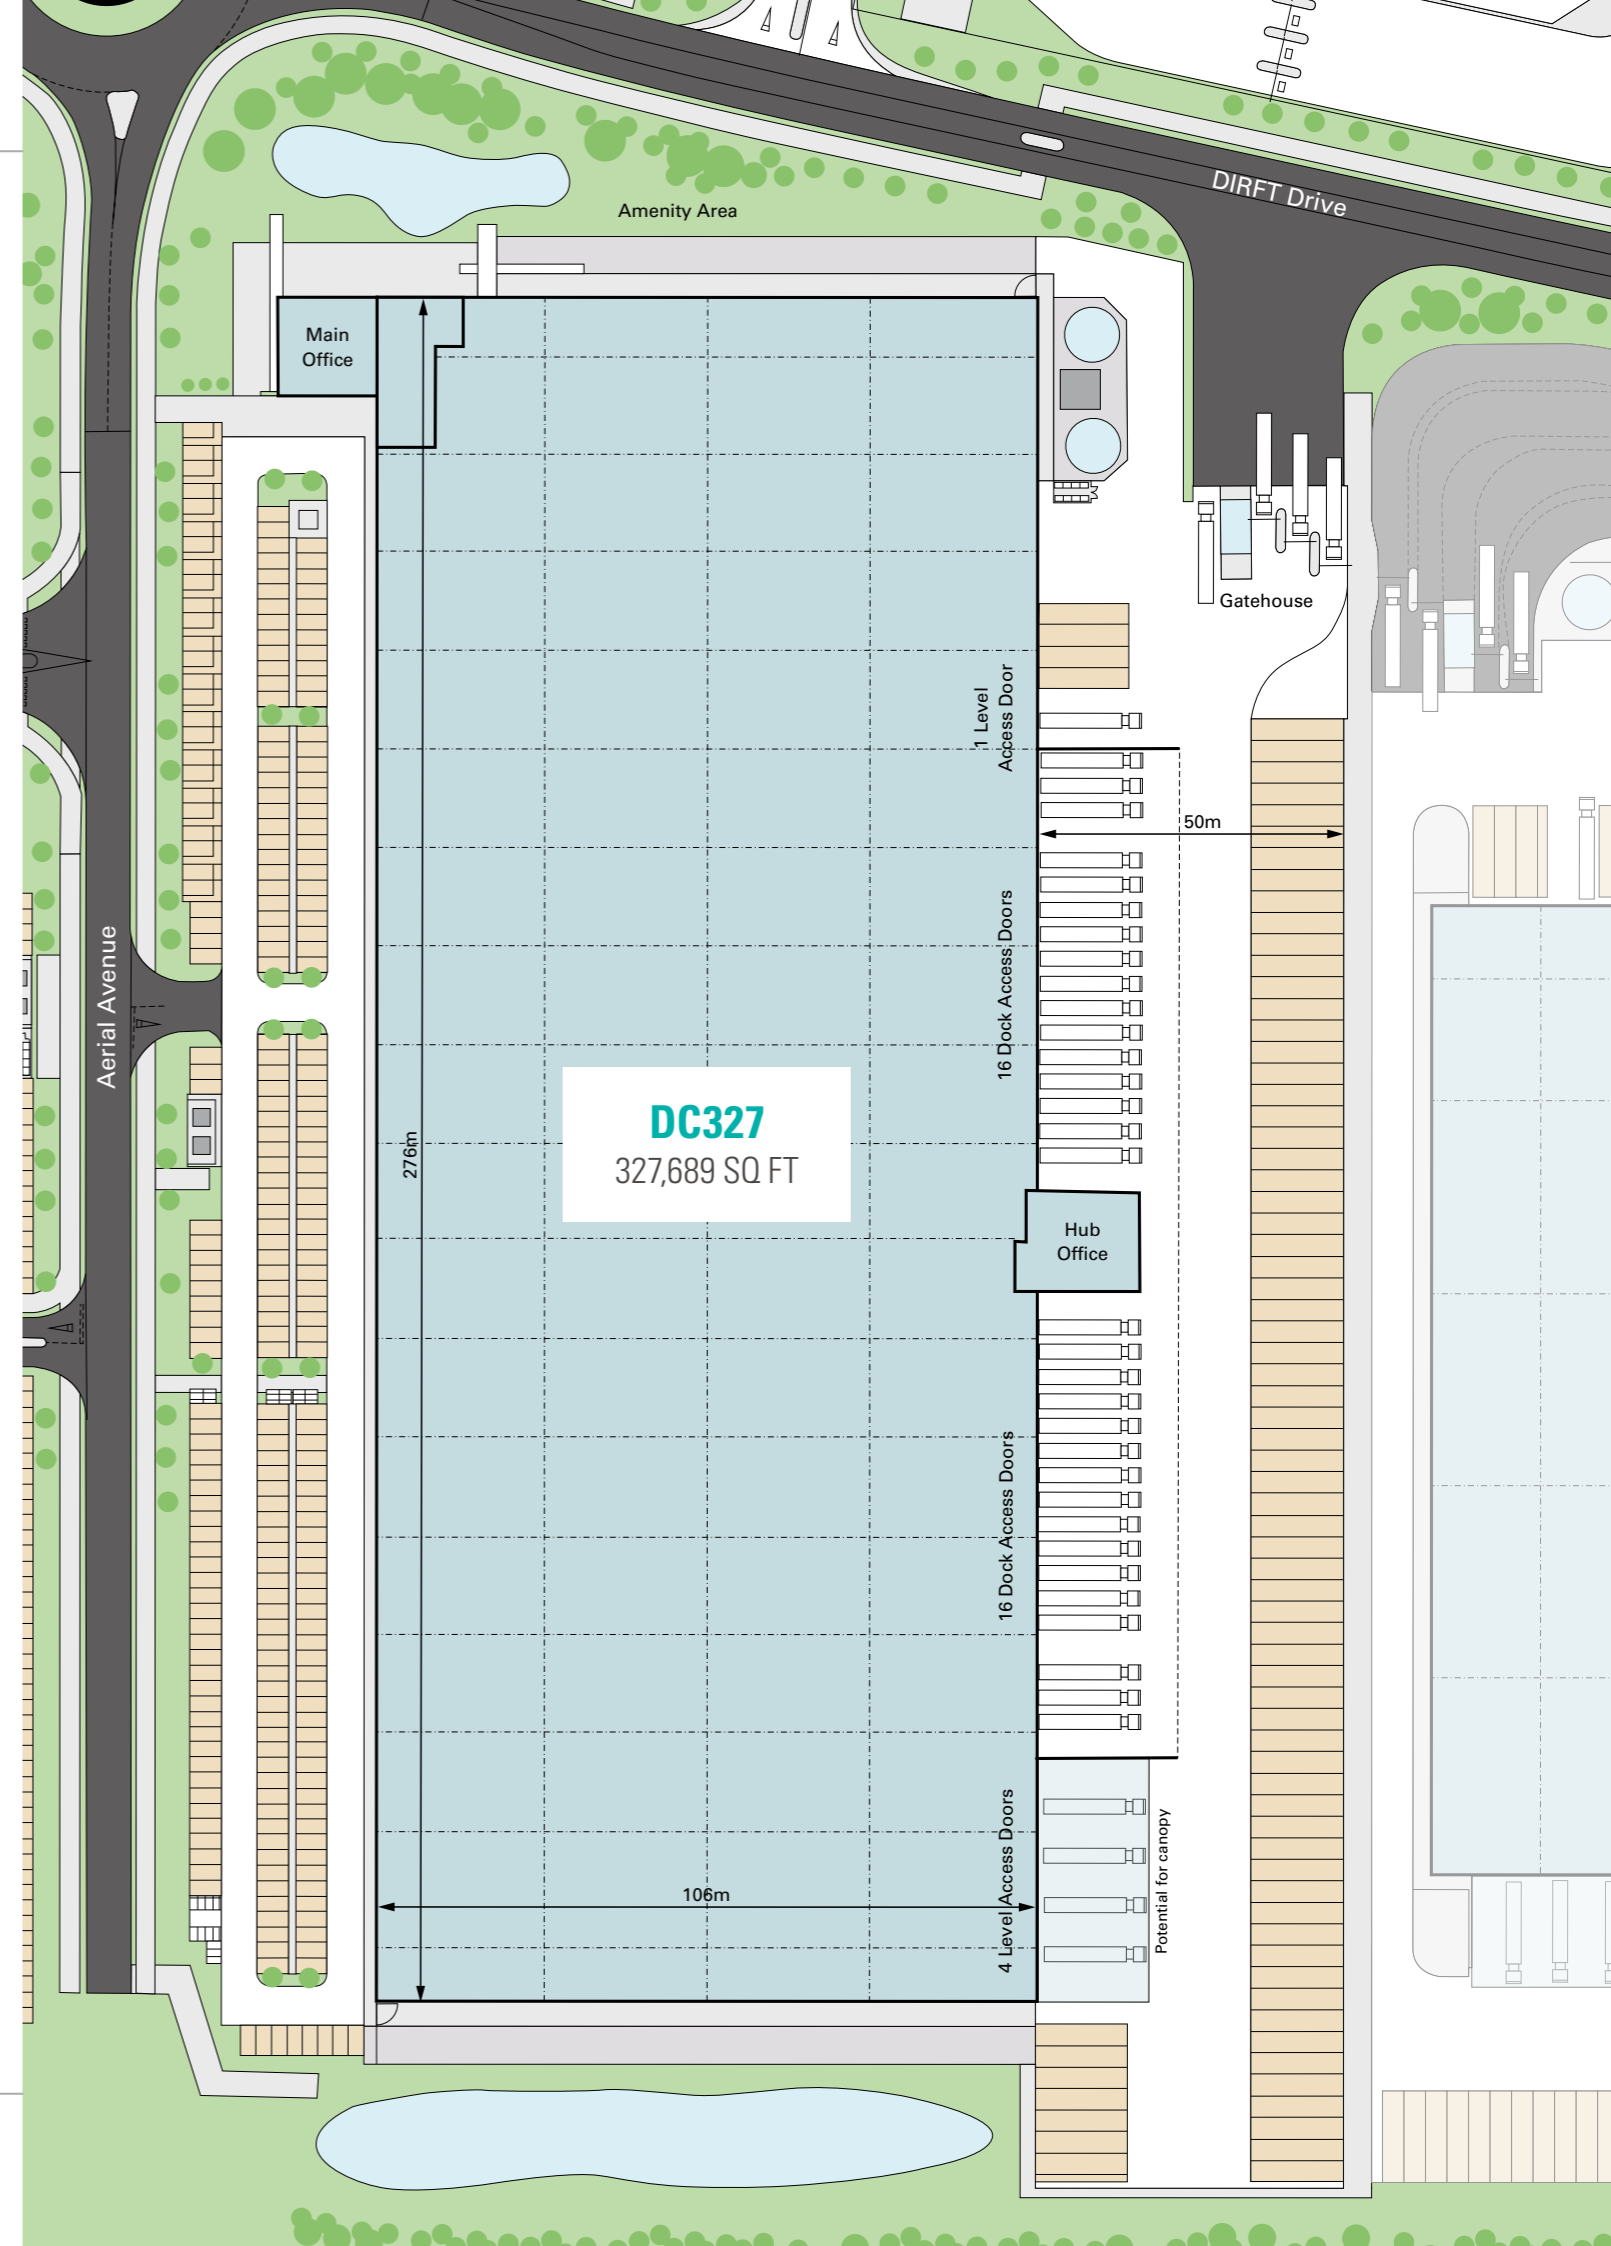 DIRFT Drive
Amenity Area
Main
Office
Gatehouse
1 Level
Access Door
50m
16 Dock Access Doors
Aerial Avenue
DC327
327,689 SQ FT
276m
Hub
Office
16 Dock Access Doors
4 Level Access Doors
Potential for canopy
106m